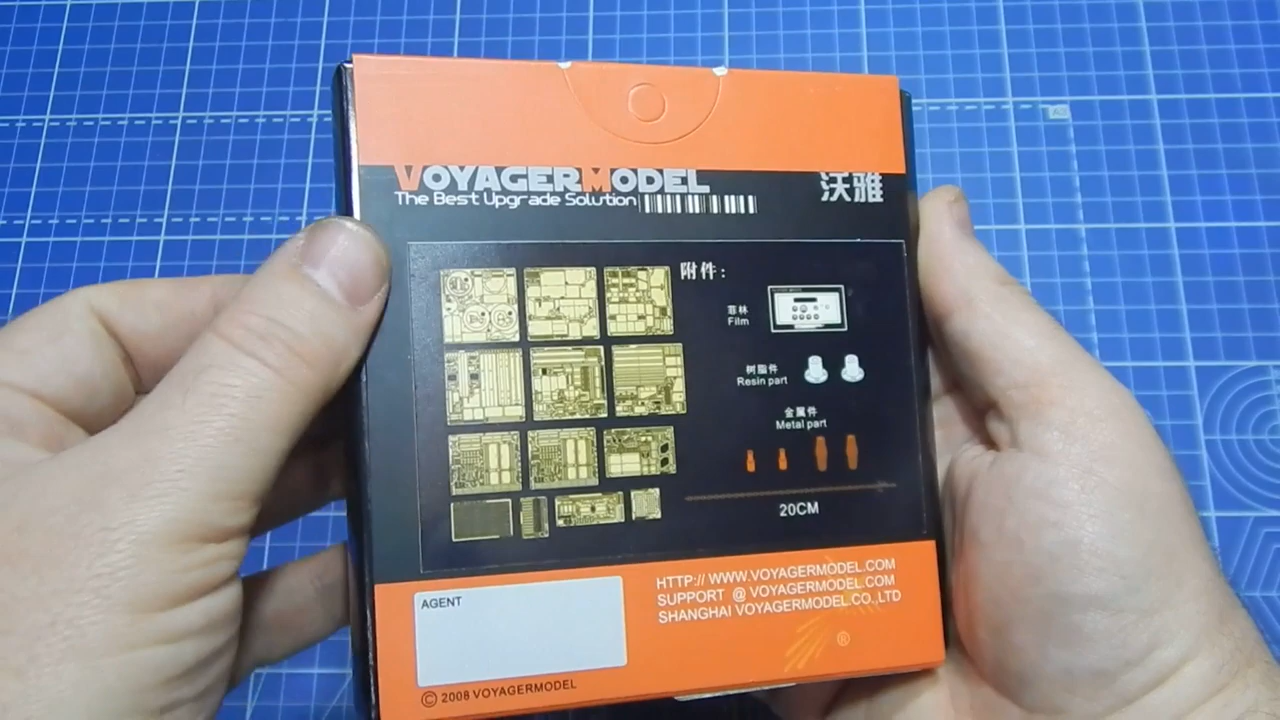 VOYAGERMODEL
The Best Upgrade Solution
沃雅
附件：
菲林
Film
树脂件
Resin part
金属件
Metal part
20CM
AGENT
HTTP:// WWW.VOYAGERMODEL.COM
SUPPORT @ VOYAGERMODEL.COM
SHANGHAI VOYAGERMODEL.CO.,LTD
®
© 2008 VOYAGERMODEL